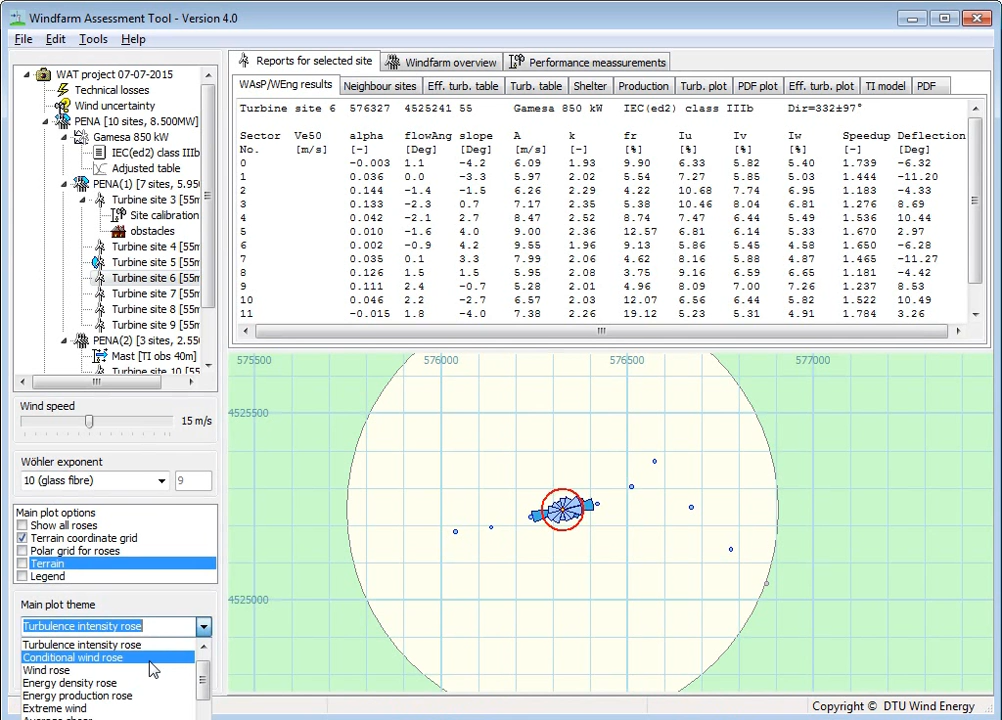 Windfarm Assessment Tool - Version 4.0
File Edit Tools Help
WAT project 07-07-2015
Technical losses
Wind uncertainty
PENA [10 sites, 8.500MW]
Gamesa 850 kW
IEC(ed2) class IIIb
Adjusted table
PENA(1) [7 sites, 5.950
Turbine site 3 [55m
Site calibration
obstacles
Turbine site 4 [55m
Turbine site 5 [55m
Turbine site 6 [55m
Turbine site 7 [55m
Turbine site 8 [55m
Turbine site 9 [55m
PENA(2) [3 sites, 2.550
Mast [TI obs 40m]
Turbine site 10 [55
Wind speed
15 m/s
Wöhler exponent
10 (glass fibre) 9
Main plot options
Show all roses
Terrain coordinate grid
Polar grid for roses
Terrain
Legend
Main plot theme
Turbulence intensity rose
Turbulence intensity rose
Conditional wind rose
Wind rose
Energy density rose
Energy production rose
Extreme wind
Average shear
Reports for selected site Windfarm overview Performance meassurements
WAsP/WEng results Neighbour sites Eff. turb. table Turb. table Shelter Production Turb. plot PDF plot Eff. turb. plot TI model PDF
Turbine site 6 576327 4525241 55 Gamesa 850 kW IEC(ed2) class IIIb Dir=332±97°
Sector Ve50 alpha flowAng slope A k fr Iu Iv Iw Speedup Deflection
No. [m/s] [-] [Deg] [Deg] [m/s] [-] [%] [%] [%] [%] [-] [Deg]
0 -0.003 1.1 -4.2 6.09 1.93 9.90 6.33 5.82 5.40 1.739 -6.32
1 0.036 0.0 -3.3 5.97 2.02 5.54 7.27 5.85 5.03 1.444 -11.20
2 0.144 -1.4 -1.5 6.26 2.29 4.22 10.68 7.74 6.95 1.183 -4.33
3 0.133 -2.3 0.7 7.17 2.35 5.38 10.46 8.04 6.81 1.276 8.69
4 0.042 -2.1 2.7 8.47 2.52 8.74 7.47 6.44 5.49 1.536 10.44
5 0.010 -1.6 4.0 9.00 2.36 12.57 6.81 6.14 5.33 1.670 2.97
6 0.002 -0.9 4.2 9.55 1.96 9.13 5.86 5.45 4.58 1.650 -6.28
7 0.035 0.1 3.3 7.99 2.06 4.62 8.16 5.88 4.87 1.465 -11.27
8 0.126 1.5 1.5 5.95 2.08 3.75 9.16 6.59 6.65 1.181 -4.42
9 0.111 2.4 -0.7 5.28 2.01 4.96 8.09 7.00 7.26 1.237 8.53
10 0.046 2.2 -2.7 6.57 2.03 12.07 6.56 6.44 5.82 1.522 10.49
11 -0.015 1.8 -4.0 7.38 2.26 19.12 5.23 5.31 4.91 1.784 3.26
575500 576000 576500 577000
4525500
4525000
Copyright © DTU Wind Energy